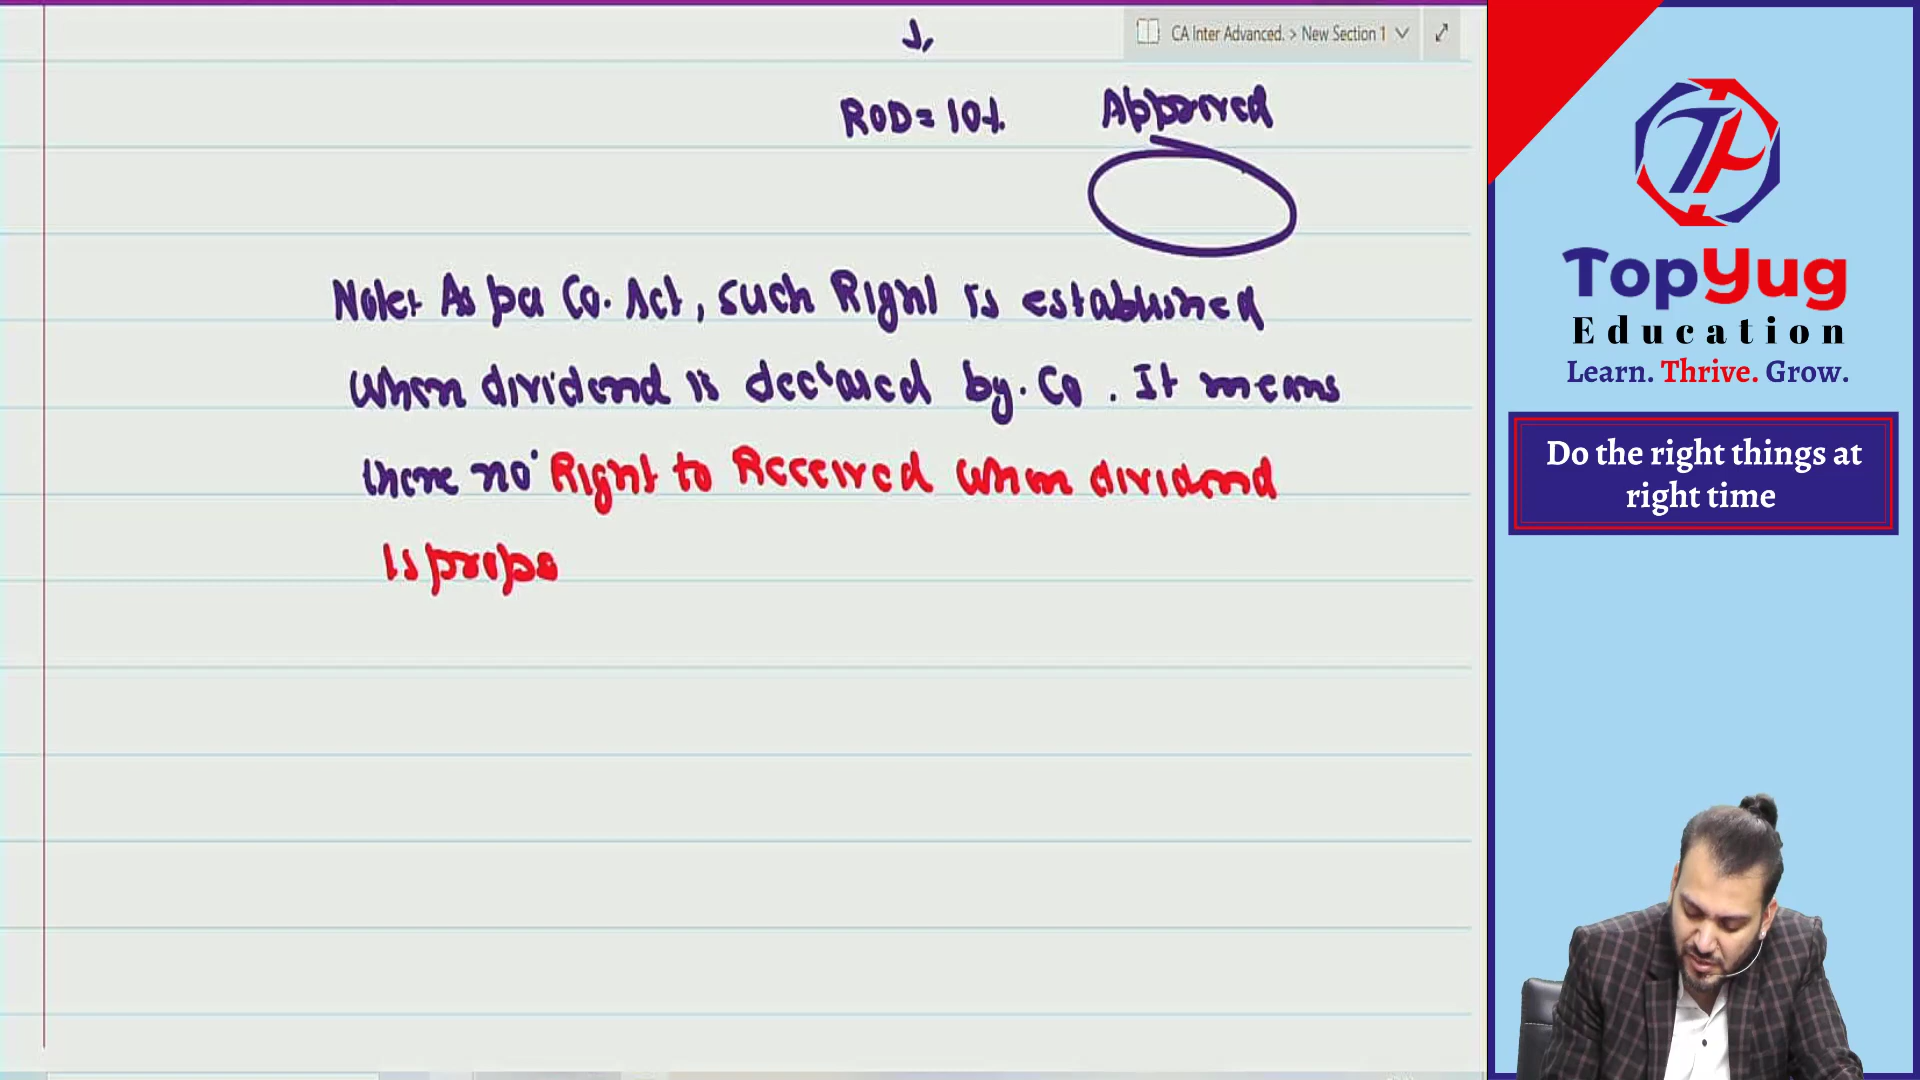 CA Inter Advanced. > New Section 1
ROD = 10%. Approved
Note: As per Co. Act, such Right is established
when dividend is declared by. Co. It means
there no Right to Received when dividend
is propo
TopYug
Education
Learn. Thrive. Grow.
Do the right things at
right time